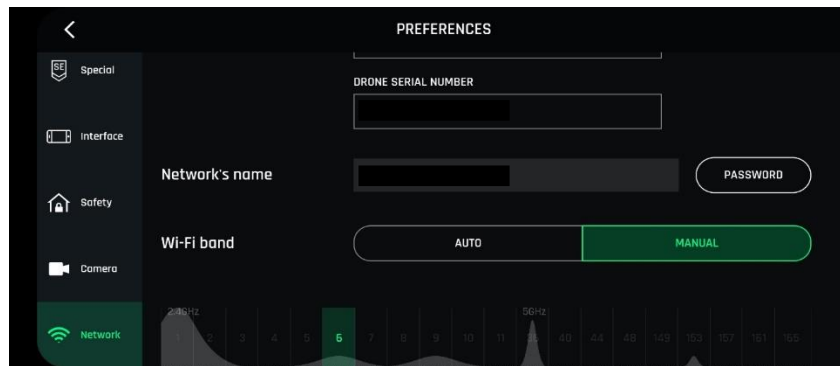 PREFERENCES
SE
Special
DRONE SERIAL NUMBER
Interface
Network's name
PASSWORD
Safety
Wi-Fi band
AUTO
MANUAL
Camera
2.4GHz
5GHz
Network
1 2 3 4 5 6 7 8 9 10 11 36 40 44 48 149 153 157 161 165